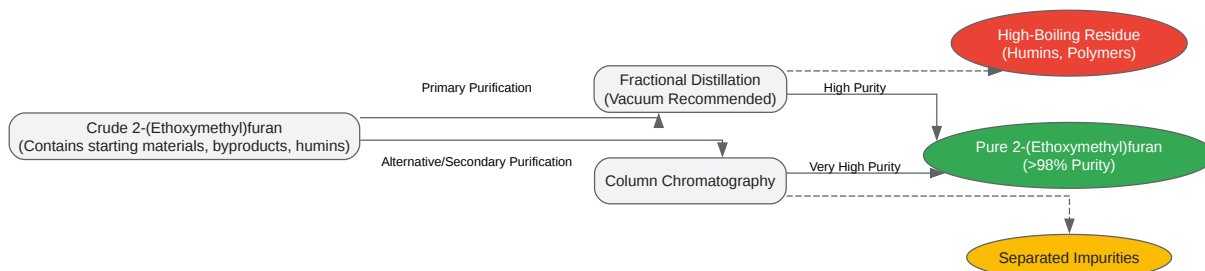 High-Boiling Residue
(Humins, Polymers)
Primary Purification
Fractional Distillation
(Vacuum Recommended)
High Purity
Crude 2-(Ethoxymethyl)furan
(Contains starting materials, byproducts, humins)
Alternative/Secondary Purification
Column Chromatography
Very High Purity
Pure 2-(Ethoxymethyl)furan
(>98% Purity)
Separated Impurities